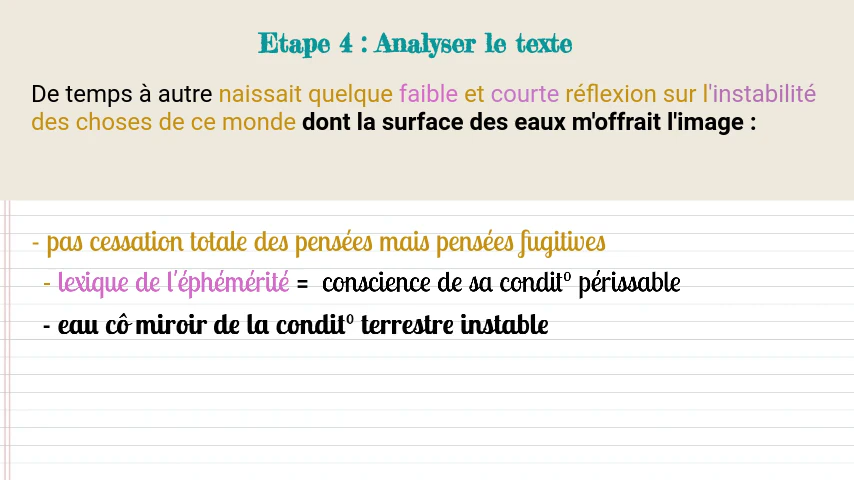 Etape 4 : Analyser le texte
De temps à autre naissait quelque faible et courte réflexion sur l'instabilité
des choses de ce monde dont la surface des eaux m'offrait l'image :
- pas cessation totale des pensées mais pensées fugitives
- lexique de l'éphémérité = conscience de sa condit° périssable
- eau cô miroir de la condit° terrestre instable